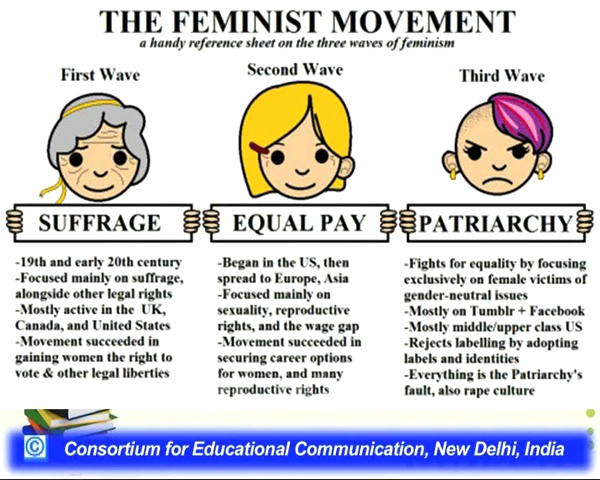 THE FEMINIST MOVEMENT
a handy reference sheet on the three waves of feminism
First Wave
SUFFRAGE
-19th and early 20th century
-Focused mainly on suffrage,
alongside other legal rights
-Mostly active in the UK,
Canada, and United States
-Movement succeeded in
gaining women the right to
vote & other legal liberties
Second Wave
EQUAL PAY
-Began in the US, then
spread to Europe, Asia
-Focused mainly on
sexuality, reproductive
rights, and the wage gap
-Movement succeeded in
securing career options
for women, and many
reproductive rights
Third Wave
PATRIARCHY
-Fights for equality by focusing
exclusively on female victims of
gender-neutral issues
-Mostly on Tumblr + Facebook
-Mostly middle/upper class US
-Rejects labelling by adopting
labels and identities
-Everything is the Patriarchy's
fault, also rape culture
© Consortium for Educational Communication, New Delhi, India